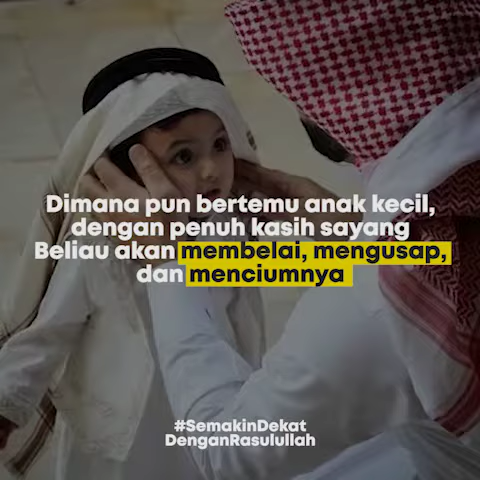 Dimana pun bertemu anak kecil,
dengan penuh kasih sayang
Beliau akan membelai, mengusap,
dan menciumnya
#SemakinDekat
DenganRasulullah